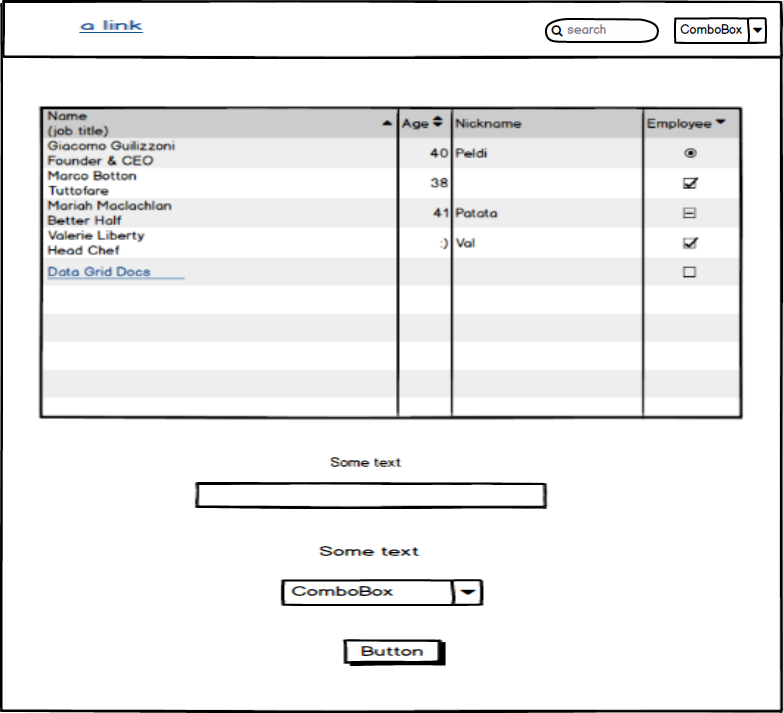 a link
search
ComboBox
Name
(job title)
Age
Nickname
Employee
Giacomo Guilizzoni
Founder & CEO
40
Peldi
Marco Botton
Tuttofare
38
Mariah Maclachlan
Better Half
41
Patata
Valerie Liberty
Head Chef
:)
Val
Data Grid Docs
Some text
Some text
ComboBox
Button